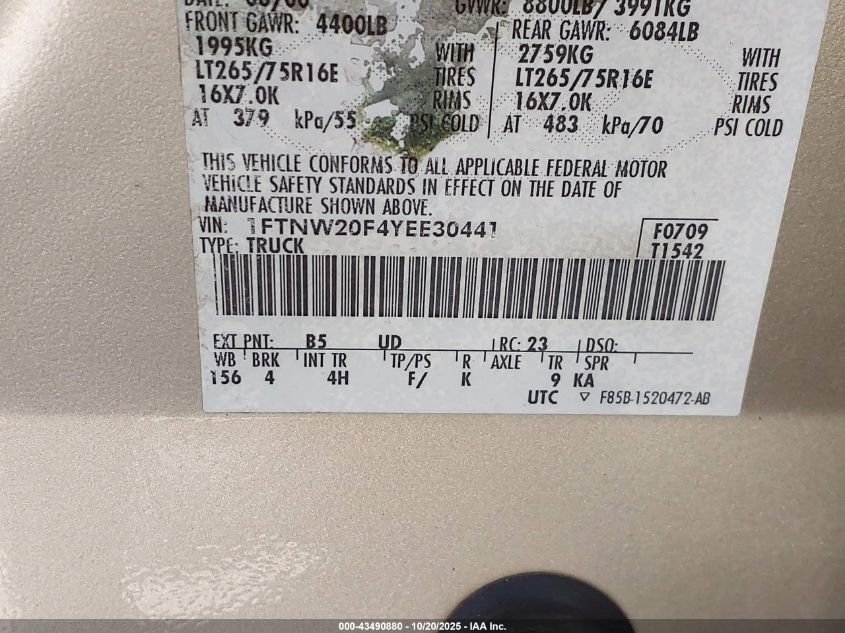 GVWR: 8800LB/ 3991KG
FRONT GAWR: 4400LB REAR GAWR: 6084LB
1995KG WITH 2759KG WITH
LT265/75R16E TIRES LT265/75R16E TIRES
16X7.0K RIMS 16X7.0K RIMS
AT 379 kPa/55 PSI COLD AT 483 kPa/70 PSI COLD
THIS VEHICLE CONFORMS TO ALL APPLICABLE FEDERAL MOTOR
VEHICLE SAFETY STANDARDS IN EFFECT ON THE DATE OF
MANUFACTURE SHOWN ABOVE.
VIN: 1FTNW20F4YEE30441 F0709
TYPE: TRUCK T1542
EXT PNT: B5 UD RC: 23 DSO:
WB BRK INT TR TP/PS R AXLE TR SPR
156 4 4H F/ K 9 KA
UTC ▽ F85B-1520472-AB
000-43490880 - 10/20/2025 - IAA Inc.